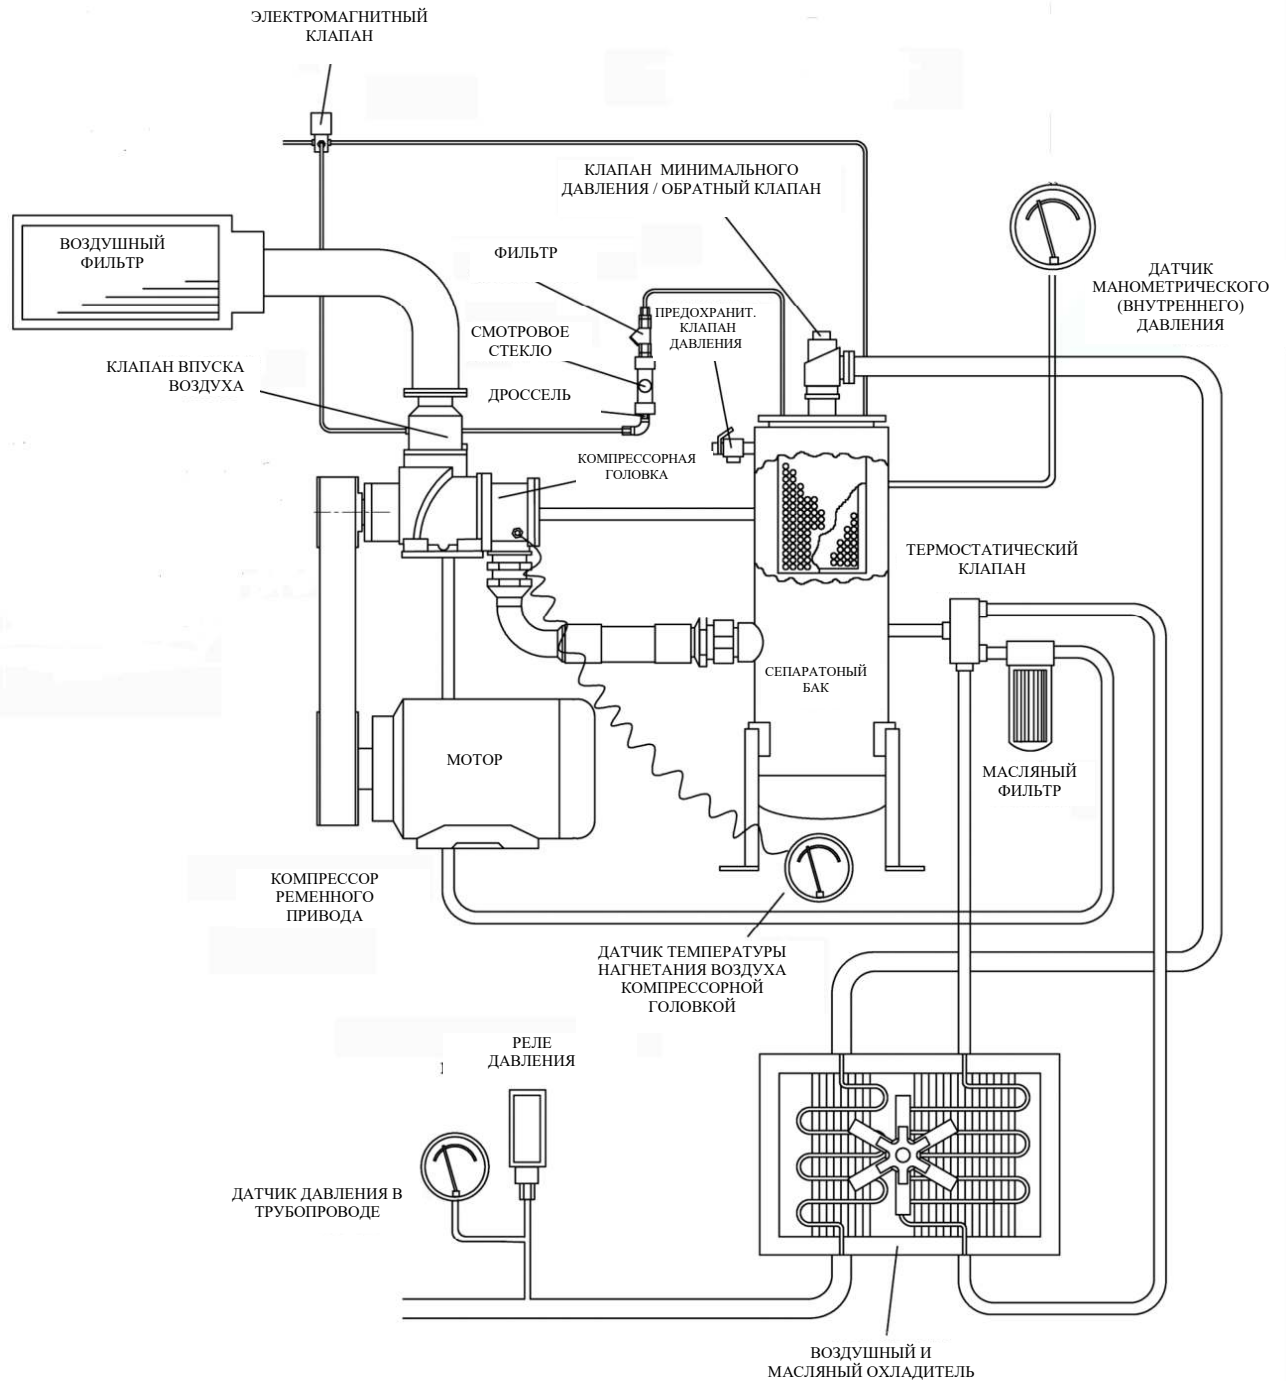 ЭЛЕКТРОМАГНИТНЫЙ
КЛАПАН
КЛАПАН МИНИМАЛЬНОГО
ДАВЛЕНИЯ / ОБРАТНЫЙ КЛАПАН
ВОЗДУШНЫЙ
ФИЛЬТР
ФИЛЬТР
ДАТЧИК
МАНОМЕТРИЧЕСКОГО
(ВНУТРЕННЕГО)
ДАВЛЕНИЯ
ПРЕДОХРАНИТ.
КЛАПАН
ДАВЛЕНИЯ
СМОТРОВОЕ
СТЕКЛО
КЛАПАН ВПУСКА
ВОЗДУХА
ДРОССЕЛЬ
КОМПРЕССОРНАЯ
ГОЛОВКА
ТЕРМОСТАТИЧЕСКИЙ
КЛАПАН
СЕПАРАТОНЫЙ
БАК
МОТОР
МАСЛЯНЫЙ
ФИЛЬТР
КОМПРЕССОР
РЕМЕННОГО
ПРИВОДА
ДАТЧИК ТЕМПЕРАТУРЫ
НАГНЕТАНИЯ ВОЗДУХА
КОМПРЕССОРНОЙ
ГОЛОВКОЙ
РЕЛЕ
ДАВЛЕНИЯ
ДАТЧИК ДАВЛЕНИЯ В
ТРУБОПРОВОДЕ
ВОЗДУШНЫЙ И
МАСЛЯНЫЙ ОХЛАДИТЕЛЬ